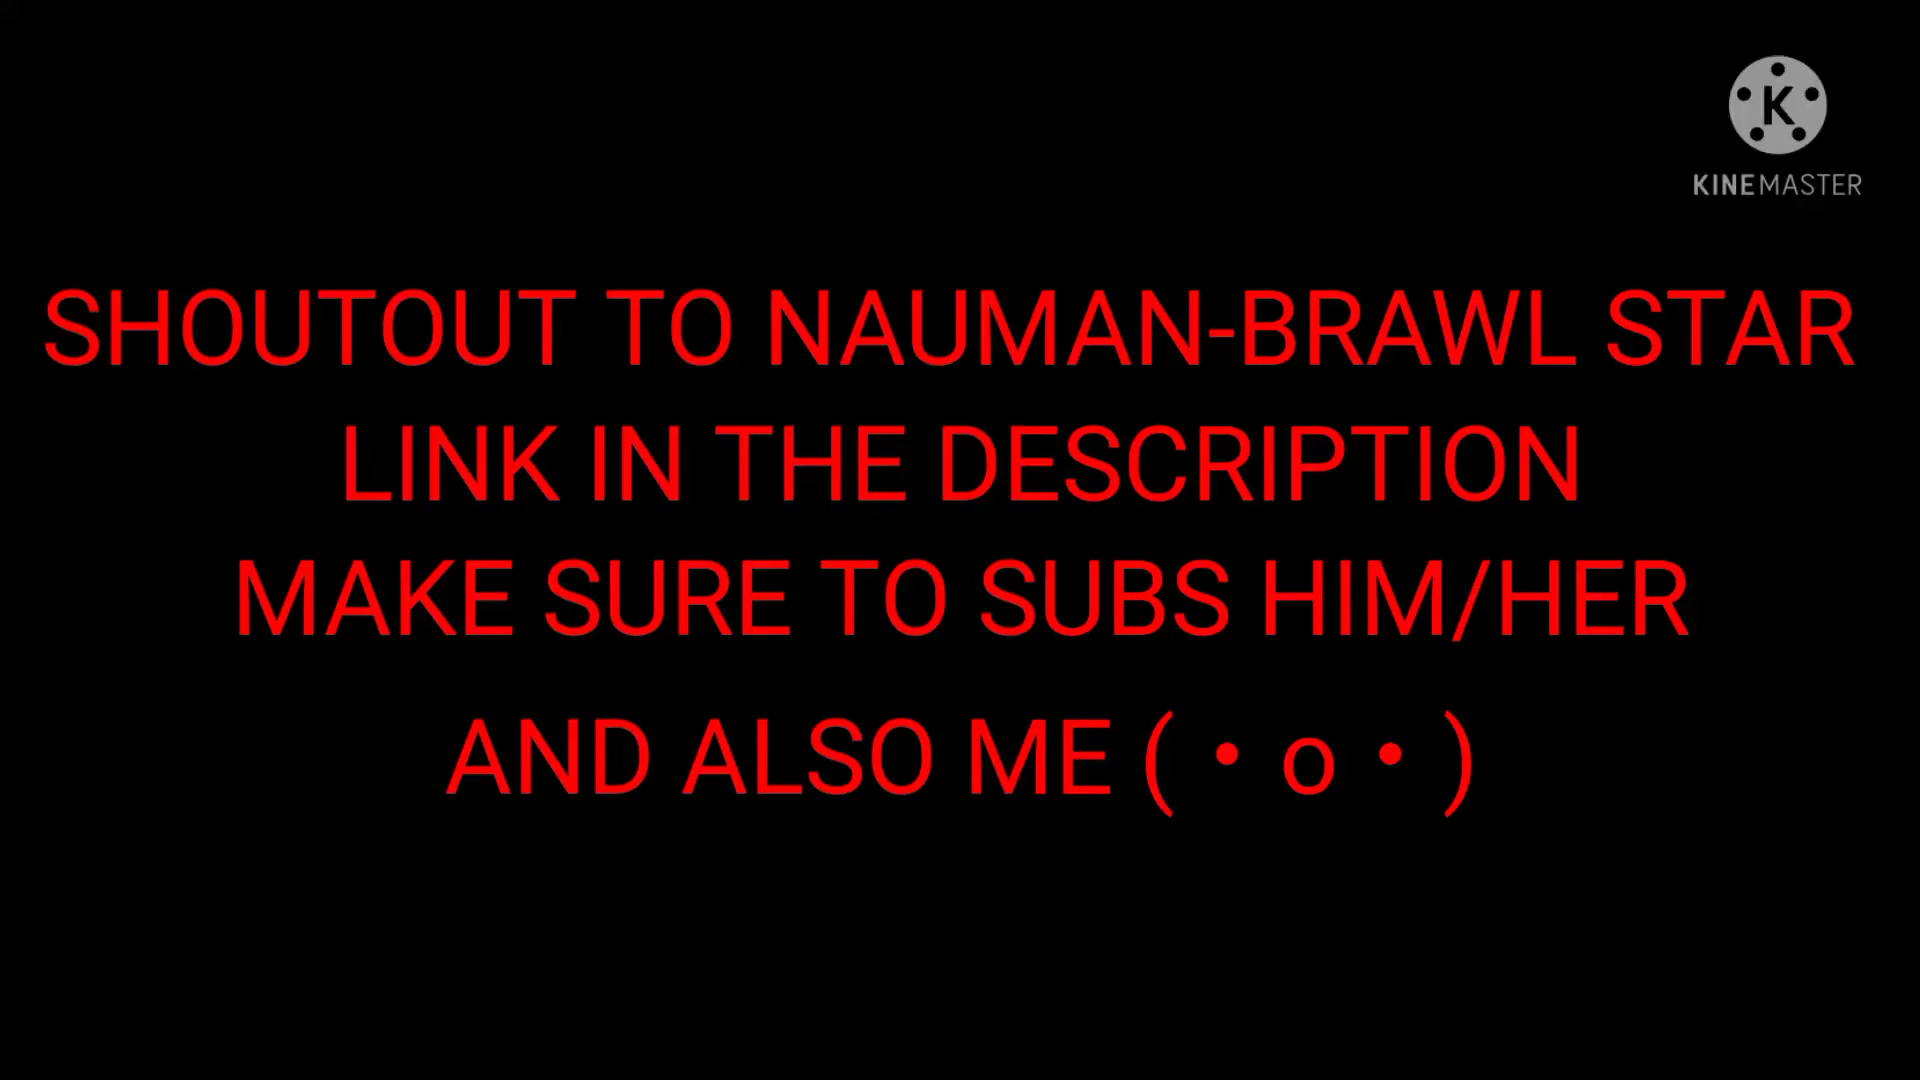 K
KINEMASTER
SHOUTOUT TO NAUMAN-BRAWL STAR
LINK IN THE DESCRIPTION
MAKE SURE TO SUBS HIM/HER
AND ALSO ME (・o・)